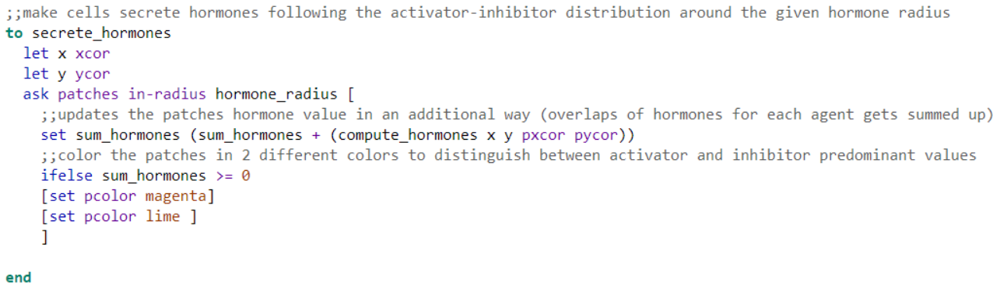 ;;make cells secrete hormones following the activator-inhibitor distribution around the given hormone radius
to secrete_hormones
  let x xcor
  let y ycor
  ask patches in-radius hormone_radius [
    ;;updates the patches hormone value in an additional way (overlaps of hormones for each agent gets summed up)
    set sum_hormones (sum_hormones + (compute_hormones x y pxcor pycor))
    ;;color the patches in 2 different colors to distinguish between activator and inhibitor predominant values
    ifelse sum_hormones >= 0
    [set pcolor magenta]
    [set pcolor lime ]
    ]
end